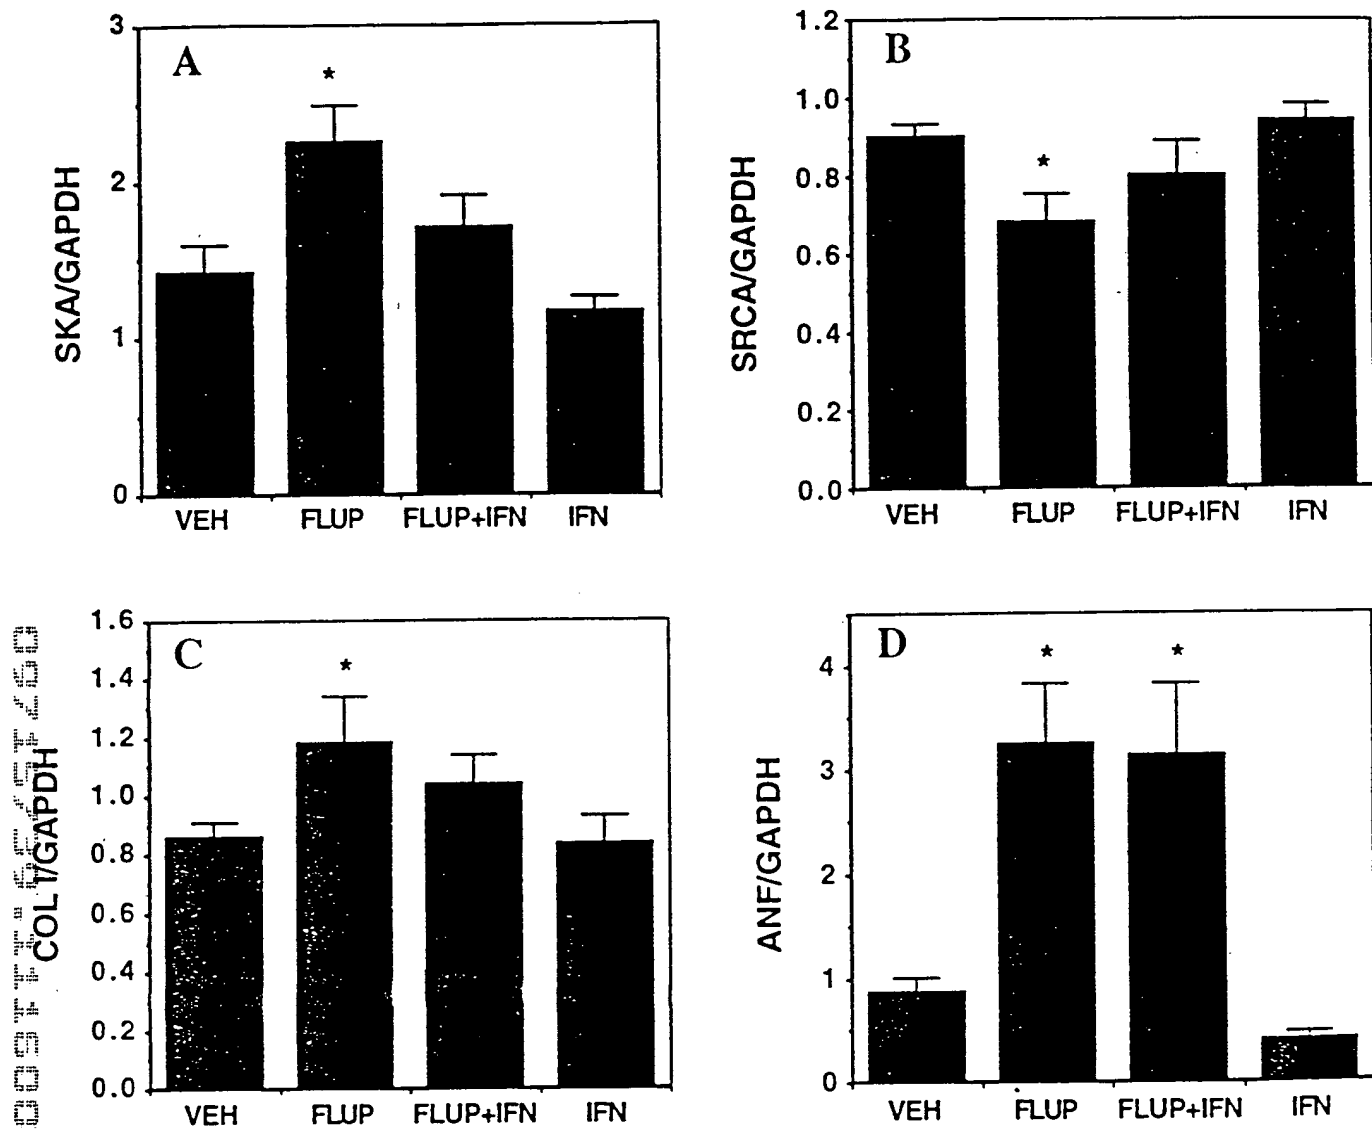 A
*
SKA/GAPDH
3
2
1
0
VEH FLUP FLUP+IFN IFN
B
*
SRCA/GAPDH
1.2
1.0
0.8
0.6
0.4
0.2
0.0
VEH FLUP FLUP+IFN IFN
C
*
COL I/GAPDH
1.6
1.4
1.2
1.0
0.8
0.6
0.4
0.2
0.0
VEH FLUP FLUP+IFN IFN
D
* *
ANF/GAPDH
4
3
2
1
0
VEH FLUP FLUP+IFN IFN